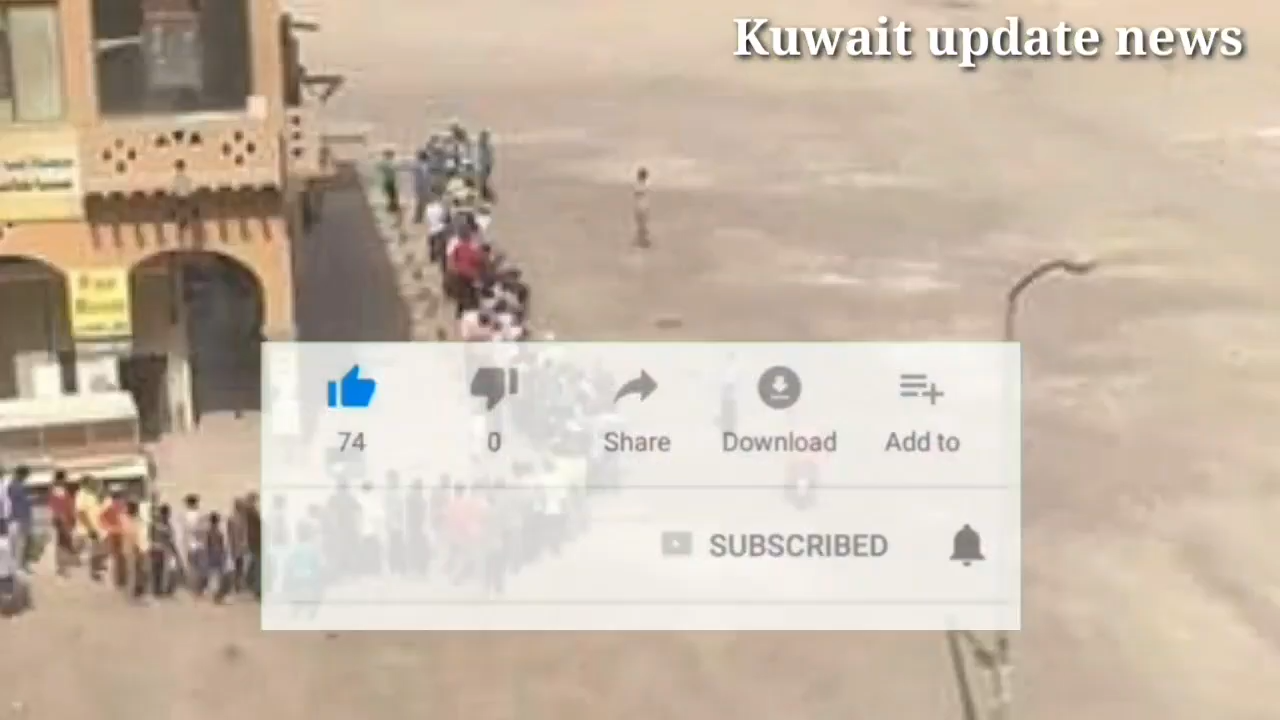 Kuwait update news
74
0
Share
Download
Add to
SUBSCRIBED